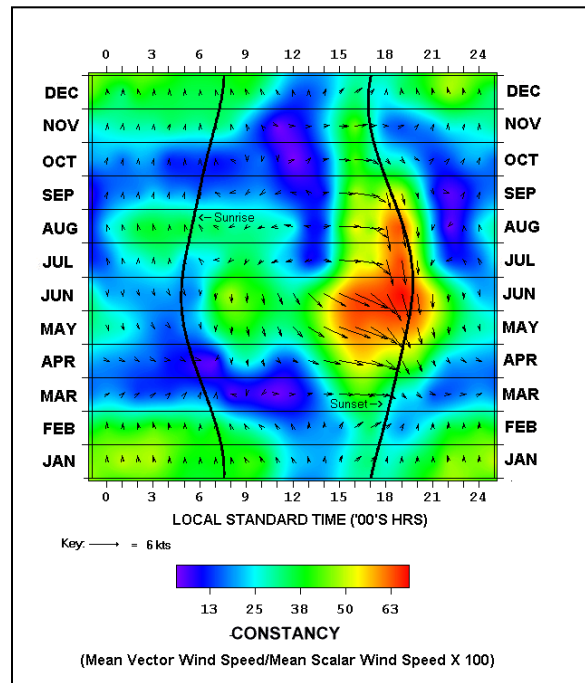 0 3 6 9 12 15 18 21 24
DEC DEC
NOV NOV
OCT OCT
SEP SEP
AUG <-Sunrise AUG
JUL JUL
JUN JUN
MAY MAY
APR APR
MAR Sunset-> MAR
FEB FEB
JAN JAN
0 3 6 9 12 15 18 21 24
LOCAL STANDARD TIME ('00'S HRS)
Key: = 6 kts
13 25 38 50 63
CONSTANCY
(Mean Vector Wind Speed/Mean Scalar Wind Speed X 100)